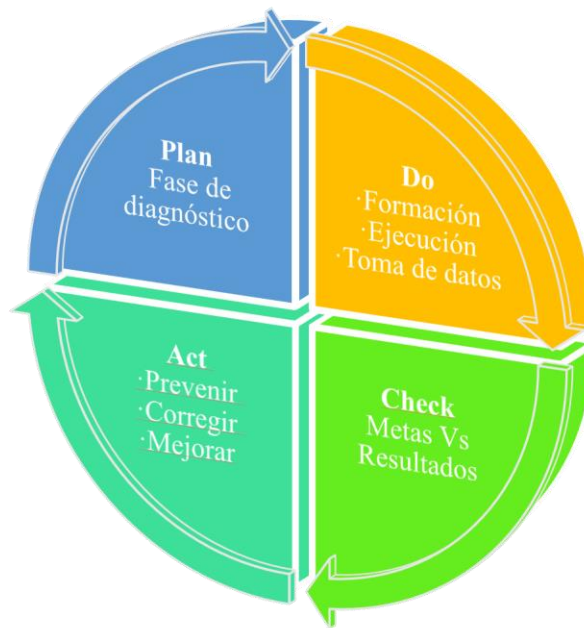 Plan
Fase de
diagnóstico
Do
·Formación
·Ejecución
·Toma de datos
Check
Metas Vs
Resultados
Act
·Prevenir
·Corregir
·Mejorar